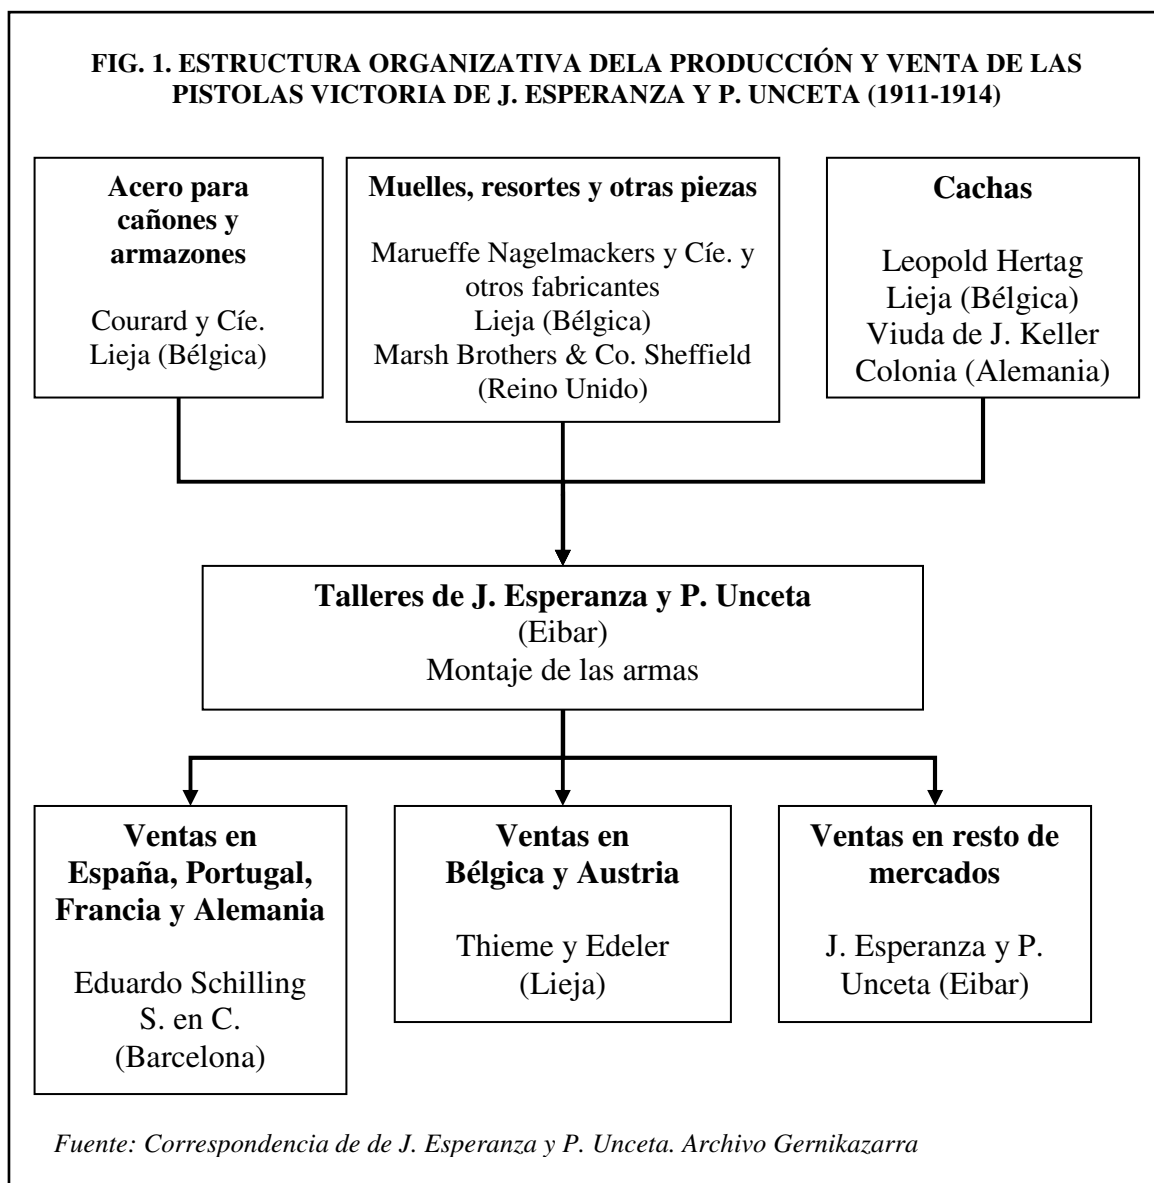 FIG. 1. ESTRUCTURA ORGANIZATIVA DELA PRODUCCIÓN Y VENTA DE LAS
PISTOLAS VICTORIA DE J. ESPERANZA Y P. UNCETA (1911-1914)
Acero para
cañones y
armazones
Courard y Cíe.
Lieja (Bélgica)
Muelles, resortes y otras piezas
Marueffe Nagelmackers y Cíe. y
otros fabricantes
Lieja (Bélgica)
Marsh Brothers & Co. Sheffield
(Reino Unido)
Cachas
Leopold Hertag
Lieja (Bélgica)
Viuda de J. Keller
Colonia (Alemania)
Talleres de J. Esperanza y P. Unceta
(Eibar)
Montaje de las armas
Ventas en
España, Portugal,
Francia y Alemania
Eduardo Schilling
S. en C.
(Barcelona)
Ventas en
Bélgica y Austria
Thieme y Edeler
(Lieja)
Ventas en resto de
mercados
J. Esperanza y P.
Unceta (Eibar)
Fuente: Correspondencia de de J. Esperanza y P. Unceta. Archivo Gernikazarra